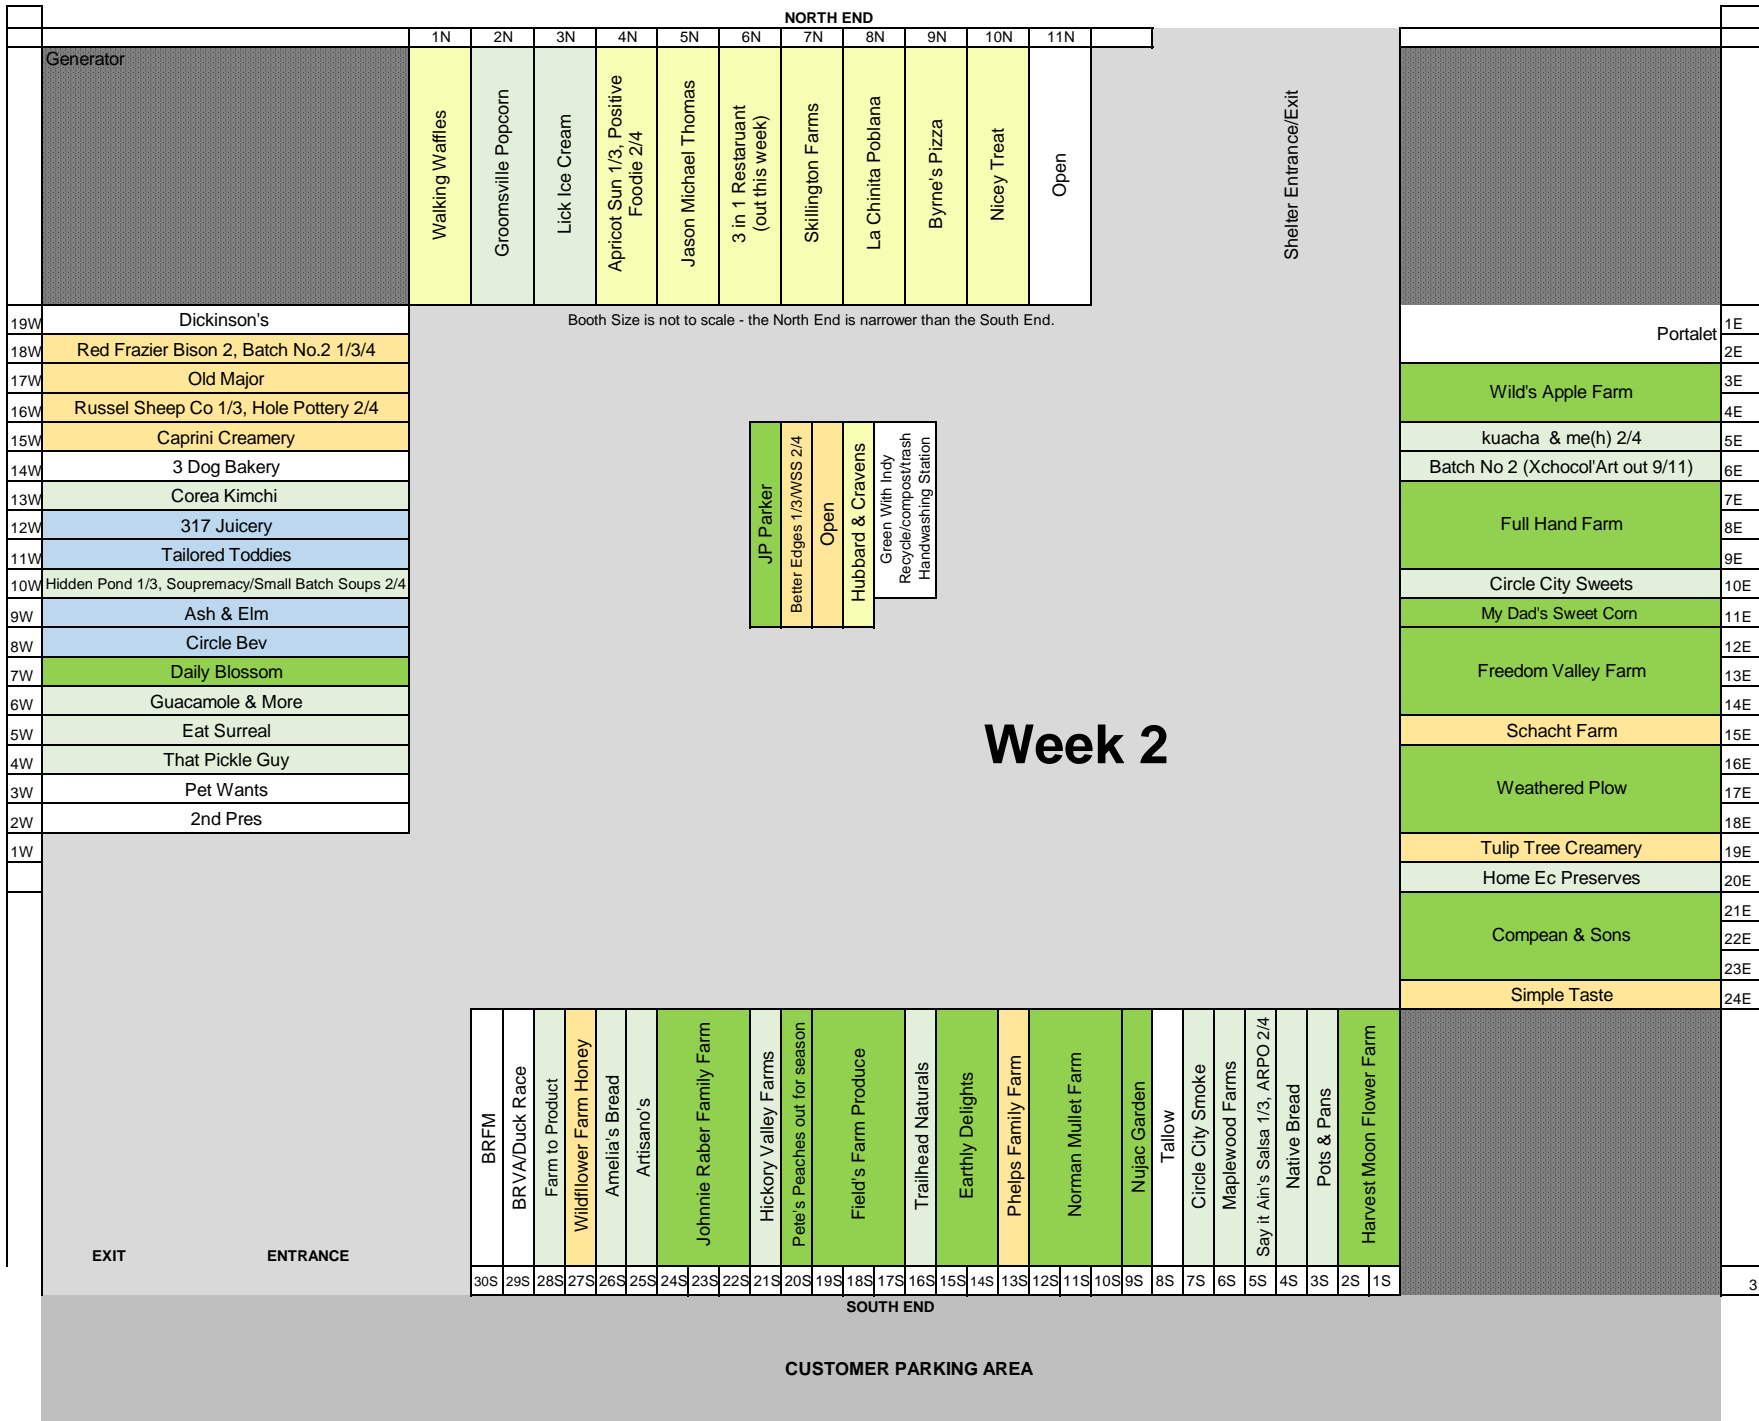 NORTH END
1N 2N 3N 4N 5N 6N 7N 8N 9N 10N 11N
Generator
Walking Waffles
Groomsville Popcorn
Lick Ice Cream
Apricot Sun 1/3, Positive
Foodie 2/4
Jason Michael Thomas
3 in 1 Restaruant
(out this week)
Skillington Farms
La Chinita Poblana
Byrne's Pizza
Nicey Treat
Open
Shelter Entrance/Exit
Booth Size is not to scale - the North End is narrower than the South End.
19W Dickinson's
18W Red Frazier Bison 2, Batch No.2 1/3/4
17W Old Major
16W Russel Sheep Co 1/3, Hole Pottery 2/4
15W Caprini Creamery
14W 3 Dog Bakery
13W Corea Kimchi
12W 317 Juicery
11W Tailored Toddies
10W Hidden Pond 1/3, Soupremacy/Small Batch Soups 2/4
9W Ash & Elm
8W Circle Bev
7W Daily Blossom
6W Guacamole & More
5W Eat Surreal
4W That Pickle Guy
3W Pet Wants
2W 2nd Pres
1W
JP Parker
Better Edges 1/3/WSS 2/4
Open
Hubbard & Cravens
Green With Indy
Recycle/compost/trash
Handwashing Station
Week 2
Portalet
1E
2E
Wild's Apple Farm
3E
4E
kuacha & me(h) 2/4 5E
Batch No 2 (Xchocol'Art out 9/11) 6E
Full Hand Farm
7E
8E
9E
Circle City Sweets 10E
My Dad's Sweet Corn 11E
Freedom Valley Farm
12E
13E
14E
Schacht Farm 15E
Weathered Plow
16E
17E
18E
Tulip Tree Creamery 19E
Home Ec Preserves 20E
Compean & Sons
21E
22E
23E
Simple Taste 24E
BRFM
BRVA/Duck Race
Farm to Product
Wildfllower Farm Honey
Amelia's Bread
Artisano's
Johnnie Raber Family Farm
Hickory Valley Farms
Pete's Peaches out for season
Field's Farm Produce
Trailhead Naturals
Earthly Delights
Phelps Family Farm
Norman Mullet Farm
Nujac Garden
Tallow
Circle City Smoke
Maplewood Farms
Say it Ain's Salsa 1/3, ARPO 2/4
Native Bread
Pots & Pans
Harvest Moon Flower Farm
EXIT ENTRANCE
30S 29S 28S 27S 26S 25S 24S 23S 22S 21S 20S 19S 18S 17S 16S 15S 14S 13S 12S 11S 10S 9S 8S 7S 6S 5S 4S 3S 2S 1S
3
SOUTH END
CUSTOMER PARKING AREA